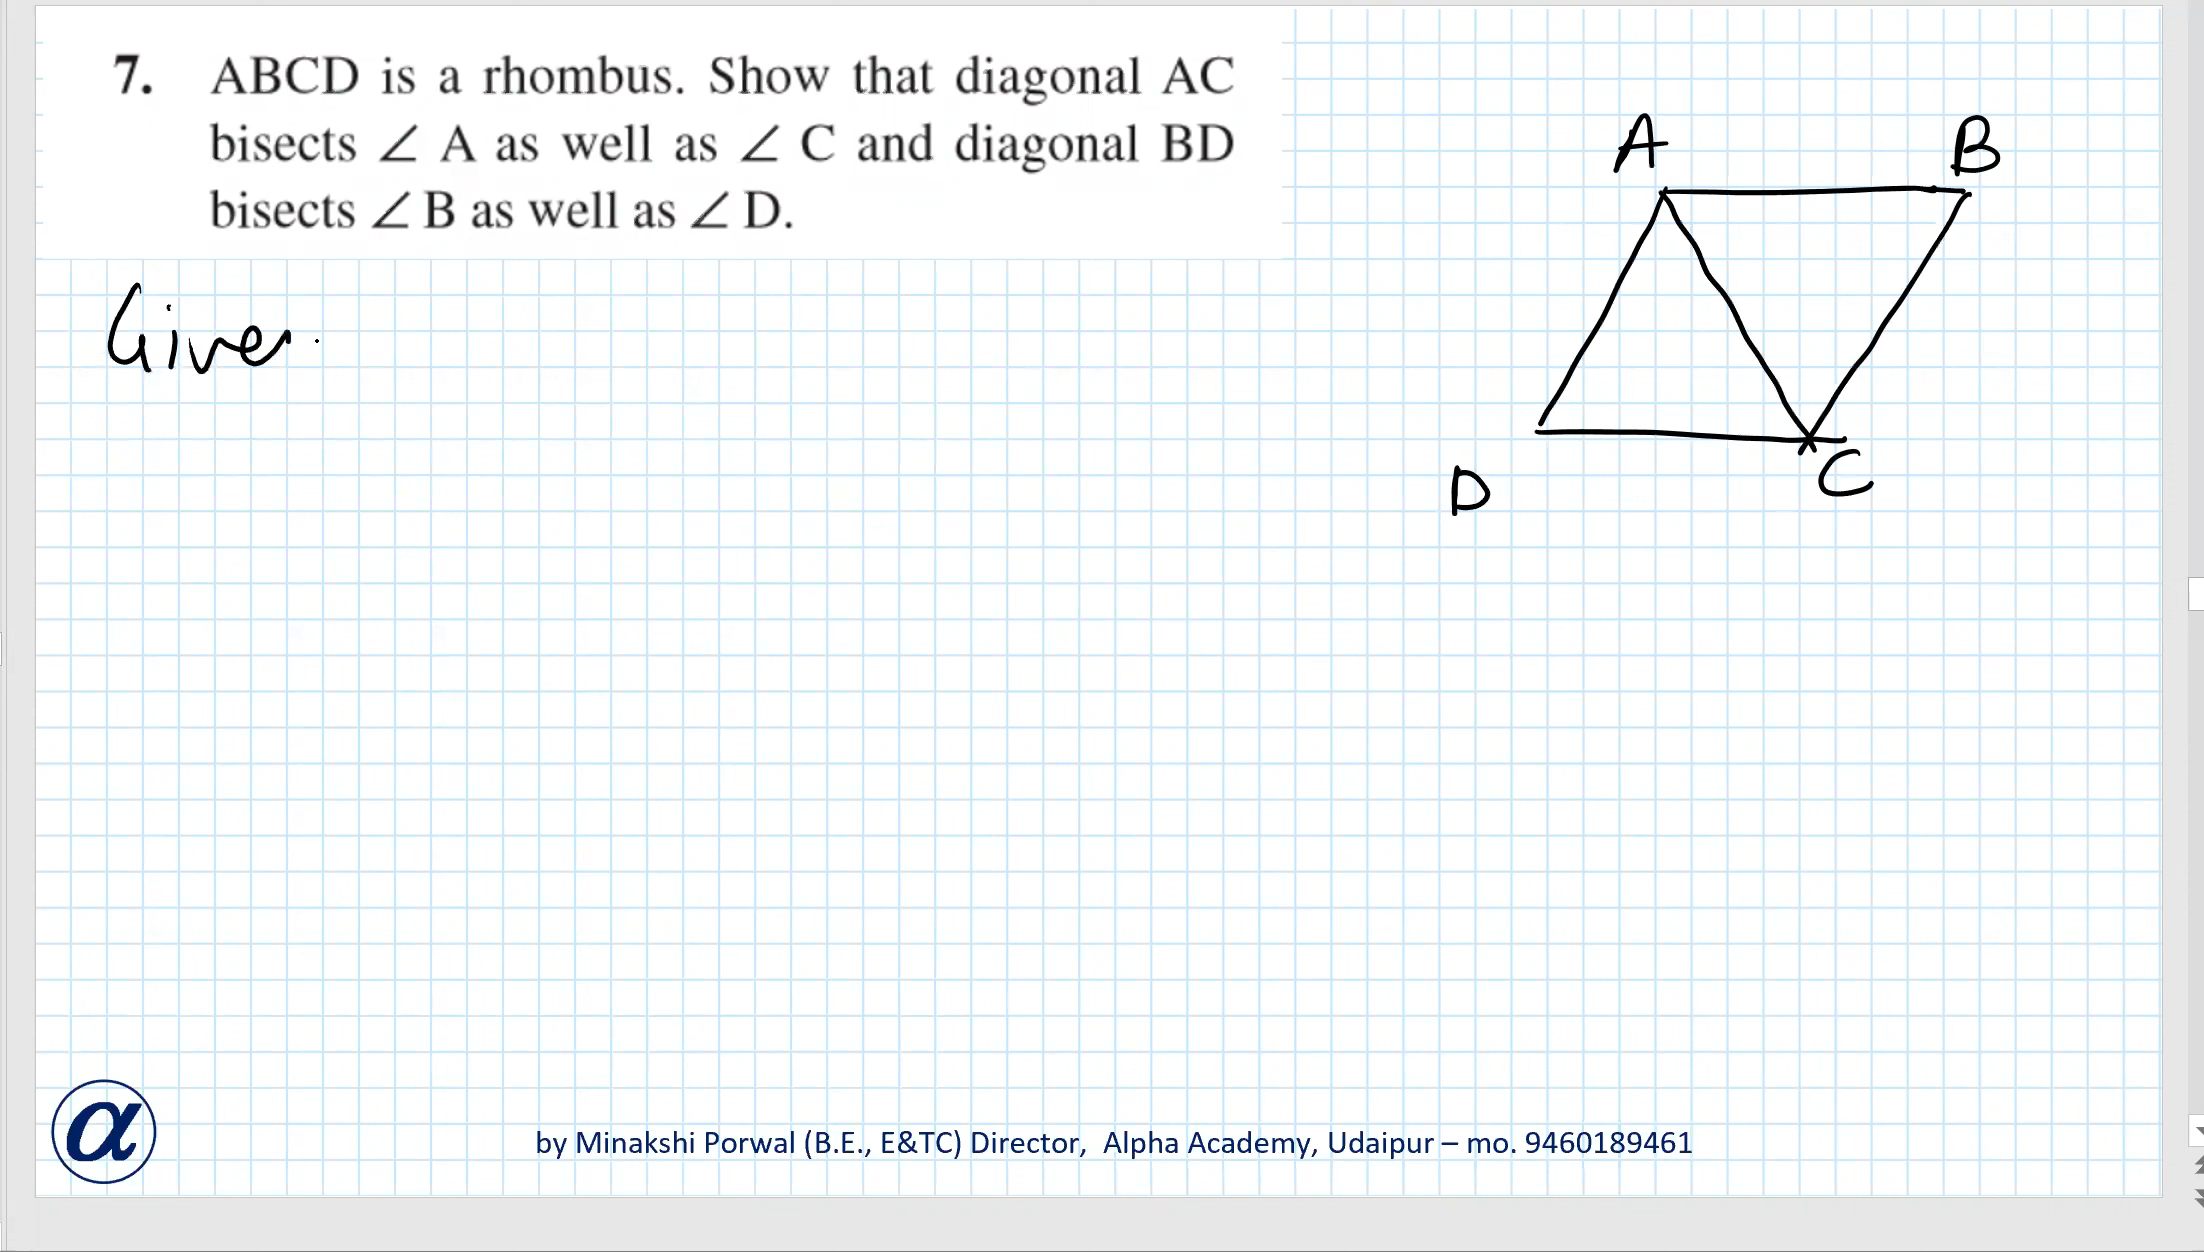 7. ABCD is a rhombus. Show that diagonal AC
bisects ∠ A as well as ∠ C and diagonal BD
bisects ∠ B as well as ∠ D.
A
B
Given
D
C
α
by Minakshi Porwal (B.E., E&TC) Director, Alpha Academy, Udaipur – mo. 9460189461